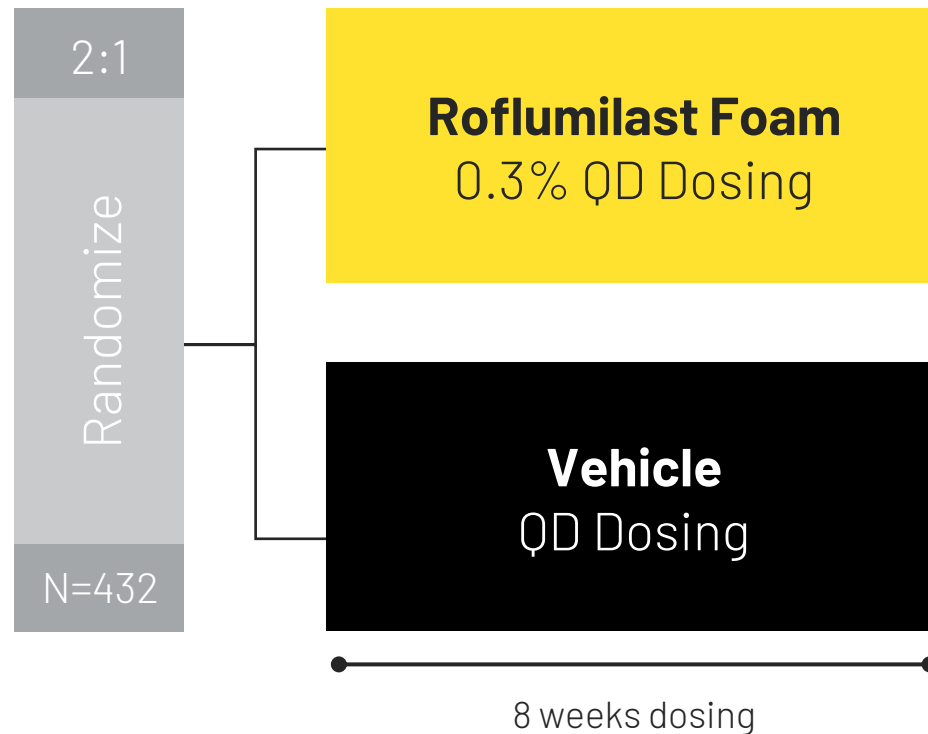 2:1
Randomize
N=432
Roflumilast Foam
0.3% QD Dosing
Vehicle
QD Dosing
8 weeks dosing